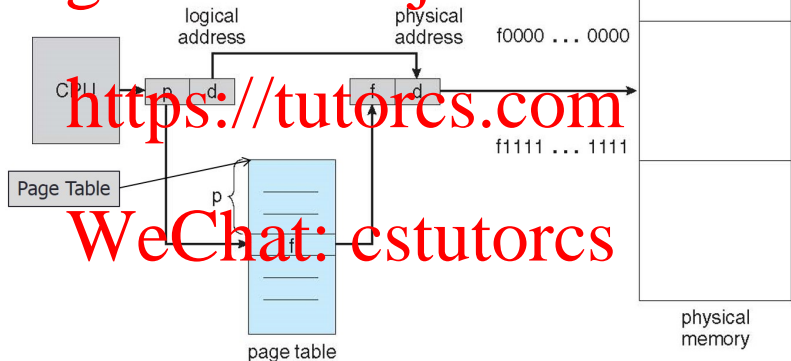 logical
address
physical
address
f0000 ... 0000
CPU
p
d
f
d
https://tutorcs.com
f1111 ... 1111
Page Table
p
WeChat: cstutorcs
f
physical
memory
page table